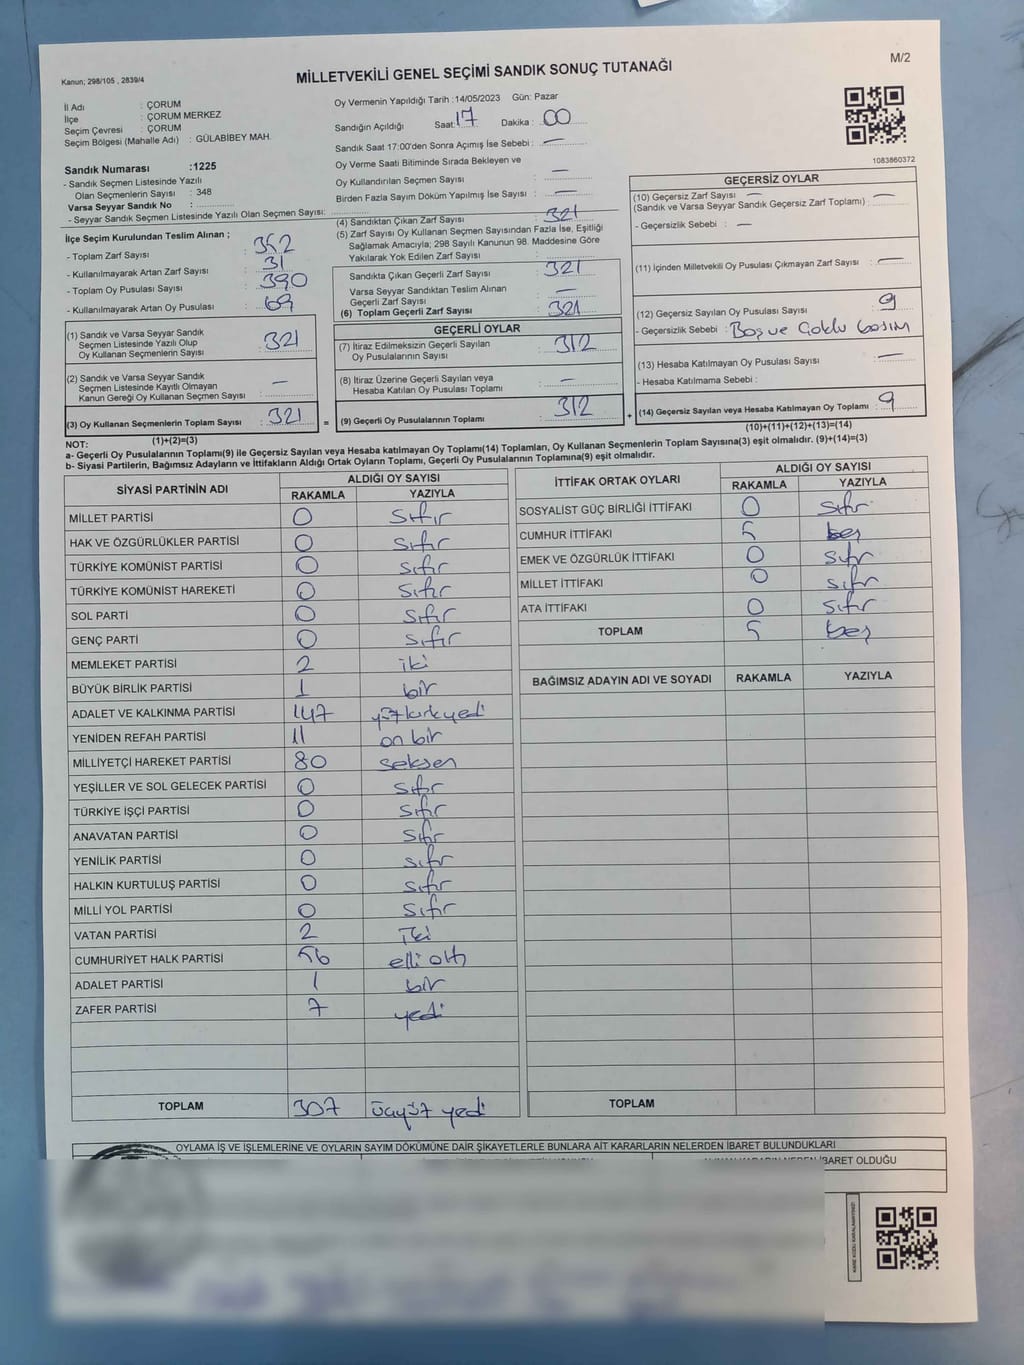 M/2
Kanun; 298/105 , 2839/4
MİLLETVEKİLİ GENEL SEÇİMİ SANDIK SONUÇ TUTANAĞI
İl Adı : ÇORUM
İlçe : ÇORUM MERKEZ
Seçim Çevresi : ÇORUM
Seçim Bölgesi (Mahalle Adı) : GÜLABİBEY MAH.
Sandık Numarası :1225
- Sandık Seçmen Listesinde Yazılı
Olan Seçmenlerin Sayısı : 348
Varsa Seyyar Sandık No :
- Seyyar Sandık Seçmen Listesinde Yazılı Olan Seçmen Sayısı:
Oy Vermenin Yapıldığı Tarih :14/05/2023 Gün: Pazar
Sandığın Açıldığı Saat: 17 Dakika : 00
Sandık Saat 17:00'den Sonra Açımış İse Sebebi : —
Oy Verme Saati Bitiminde Sırada Bekleyen ve
Oy Kullandırılan Seçmen Sayısı : —
Birden Fazla Sayım Döküm Yapılmış İse Sayısı : —
1083860372
İlçe Seçim Kurulundan Teslim Alınan ;
- Toplam Zarf Sayısı : 352
- Kullanılmayarak Artan Zarf Sayısı : 31
- Toplam Oy Pusulası Sayısı : 390
- Kullanılmayarak Artan Oy Pusulası : 69
(1) Sandık ve Varsa Seyyar Sandık
Seçmen Listesinde Yazılı Olup
Oy Kullanan Seçmenlerin Sayısı : 321
(2) Sandık ve Varsa Seyyar Sandık
Seçmen Listesinde Kayıtlı Olmayan
Kanun Gereği Oy Kullanan Seçmen Sayısı : —
(3) Oy Kullanan Seçmenlerin Toplam Sayısı : 321
(1)+(2)=(3)
(4) Sandıktan Çıkan Zarf Sayısı : 321
(5) Zarf Sayısı Oy Kullanan Seçmen Sayısından Fazla İse, Eşitliği
Sağlamak Amacıyla; 298 Sayılı Kanunun 98. Maddesine Göre
Yakılarak Yok Edilen Zarf Sayısı :
Sandıkta Çıkan Geçerli Zarf Sayısı : 321
Varsa Seyyar Sandıktan Teslim Alınan
Geçerli Zarf Sayısı : —
(6) Toplam Geçerli Zarf Sayısı : 321
GEÇERLİ OYLAR
(7) İtiraz Edilmeksizin Geçerli Sayılan
Oy Pusulalarının Sayısı : 312
(8) İtiraz Üzerine Geçerli Sayılan veya
Hesaba Katılan Oy Pusulası Toplamı : —
= (9) Geçerli Oy Pusulalarının Toplamı : 312 +
GEÇERSİZ OYLAR
(10) Geçersiz Zarf Sayısı —
(Sandık ve Varsa Seyyar Sandık Geçersiz Zarf Toplamı) : —
- Geçersizlik Sebebi : —
(11) İçinden Milletvekili Oy Pusulası Çıkmayan Zarf Sayısı : —
(12) Geçersiz Sayılan Oy Pusulası Sayısı : 9
- Geçersizlik Sebebi : Boş ve Çoklu basım
(13) Hesaba Katılmayan Oy Pusulası Sayısı : —
- Hesaba Katılmama Sebebi :
(14) Geçersiz Sayılan veya Hesaba Katılmayan Oy Toplamı : 9
(10)+(11)+(12)+(13)=(14)
NOT:
a- Geçerli Oy Pusulalarının Toplamı(9) ile Geçersiz Sayılan veya Hesaba katılmayan Oy Toplamı(14) Toplamları, Oy Kullanan Seçmenlerin Toplam Sayısına(3) eşit olmalıdır. (9)+(14)=(3)
b- Siyasi Partilerin, Bağımsız Adayların ve İttifakların Aldığı Ortak Oyların Toplamı, Geçerli Oy Pusulalarının Toplamına(9) eşit olmalıdır.
SİYASİ PARTİNİN ADI ALDIĞI OY SAYISI
RAKAMLA YAZIYLA
MİLLET PARTİSİ 0 sıfır
HAK VE ÖZGÜRLÜKLER PARTİSİ 0 sıfır
TÜRKİYE KOMÜNİST PARTİSİ 0 sıfır
TÜRKİYE KOMÜNİST HAREKETİ 0 sıfır
SOL PARTİ 0 sıfır
GENÇ PARTİ 0 sıfır
MEMLEKET PARTİSİ 2 iki
BÜYÜK BİRLİK PARTİSİ 1 bir
ADALET VE KALKINMA PARTİSİ 147 yüzkırkyedi
YENİDEN REFAH PARTİSİ 11 on bir
MİLLİYETÇİ HAREKET PARTİSİ 80 seksen
YEŞİLLER VE SOL GELECEK PARTİSİ 0 sıfır
TÜRKİYE İŞÇİ PARTİSİ 0 sıfır
ANAVATAN PARTİSİ 0 sıfır
YENİLİK PARTİSİ 0 sıfır
HALKIN KURTULUŞ PARTİSİ 0 sıfır
MİLLİ YOL PARTİSİ 0 sıfır
VATAN PARTİSİ 2 İki
CUMHURİYET HALK PARTİSİ 56 elli altı
ADALET PARTİSİ 1 bir
ZAFER PARTİSİ 7 yedi
TOPLAM 307 üçyüz yedi
İTTİFAK ORTAK OYLARI ALDIĞI OY SAYISI
RAKAMLA YAZIYLA
SOSYALİST GÜÇ BİRLİĞİ İTTİFAKI 0 sıfır
CUMHUR İTTİFAKI 5 beş
EMEK VE ÖZGÜRLÜK İTTİFAKI 0 sıfır
MİLLET İTTİFAKI 0 sıfır
ATA İTTİFAKI 0 sıfır
TOPLAM 5 beş
BAĞIMSIZ ADAYIN ADI VE SOYADI RAKAMLA YAZIYLA
TOPLAM
OYLAMA İŞ VE İŞLEMLERİNE VE OYLARIN SAYIM DÖKÜMÜNE DAİR ŞİKAYETLERLE BUNLARA AİT KARARLARIN NELERDEN İBARET BULUNDUKLARI
İBARET OLDUĞU